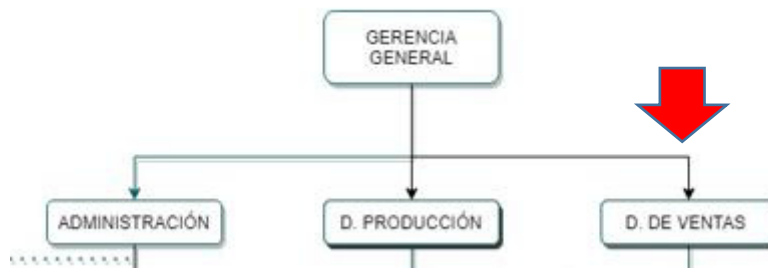 GERENCIA
GENERAL
ADMINISTRACIÓN
D. PRODUCCIÓN
D. DE VENTAS